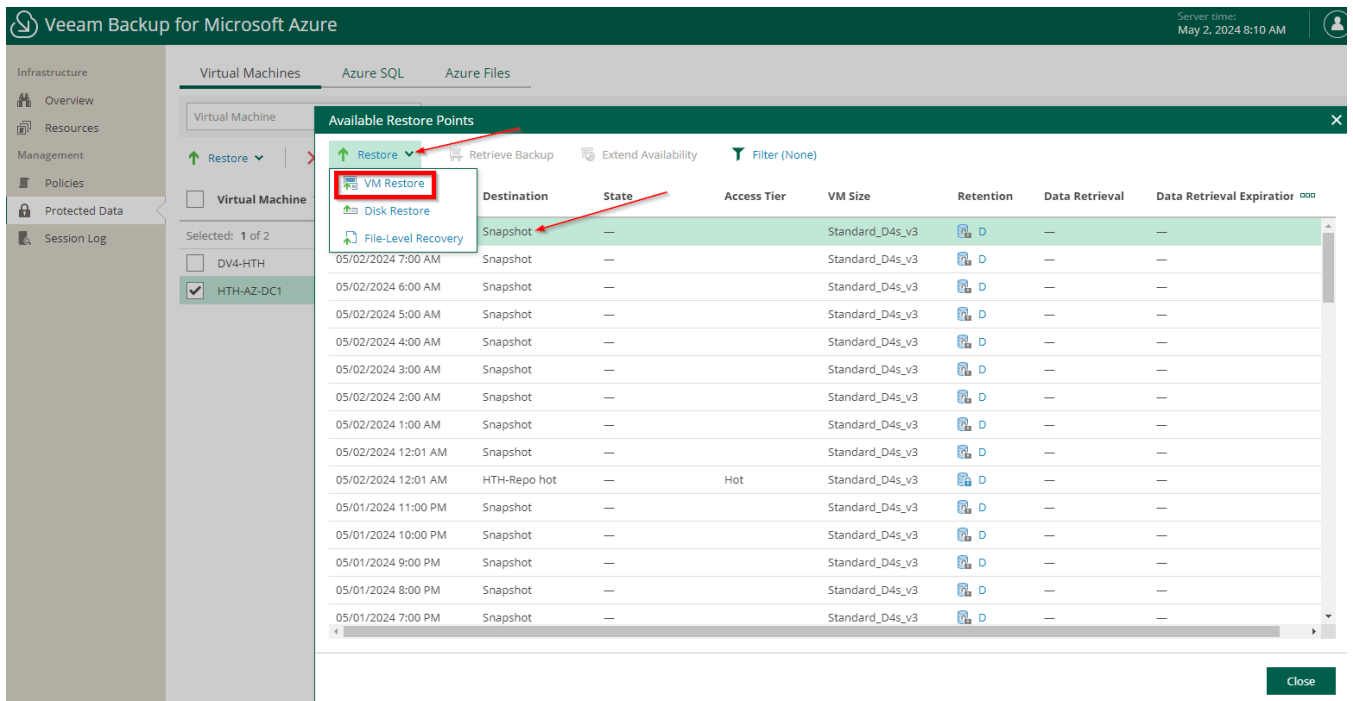 Veeam Backup for Microsoft Azure
Server time:
May 2, 2024 8:10 AM
Infrastructure
Overview
Resources
Management
Policies
Protected Data
Session Log
Virtual Machines Azure SQL Azure Files
Virtual Machine
Restore
Virtual Machine
Selected: 1 of 2
DV4-HTH
HTH-AZ-DC1
Available Restore Points
Restore Retrieve Backup Extend Availability Filter (None)
VM Restore
Disk Restore
File-Level Recovery
Destination State Access Tier VM Size Retention Data Retrieval Data Retrieval Expiration
Snapshot — Standard_D4s_v3 D — —
05/02/2024 7:00 AM Snapshot — Standard_D4s_v3 D — —
05/02/2024 6:00 AM Snapshot — Standard_D4s_v3 D — —
05/02/2024 5:00 AM Snapshot — Standard_D4s_v3 D — —
05/02/2024 4:00 AM Snapshot — Standard_D4s_v3 D — —
05/02/2024 3:00 AM Snapshot — Standard_D4s_v3 D — —
05/02/2024 2:00 AM Snapshot — Standard_D4s_v3 D — —
05/02/2024 1:00 AM Snapshot — Standard_D4s_v3 D — —
05/02/2024 12:01 AM Snapshot — Standard_D4s_v3 D — —
05/02/2024 12:01 AM HTH-Repo hot — Hot Standard_D4s_v3 D — —
05/01/2024 11:00 PM Snapshot — Standard_D4s_v3 D — —
05/01/2024 10:00 PM Snapshot — Standard_D4s_v3 D — —
05/01/2024 9:00 PM Snapshot — Standard_D4s_v3 D — —
05/01/2024 8:00 PM Snapshot — Standard_D4s_v3 D — —
05/01/2024 7:00 PM Snapshot — Standard_D4s_v3 D — —
Close